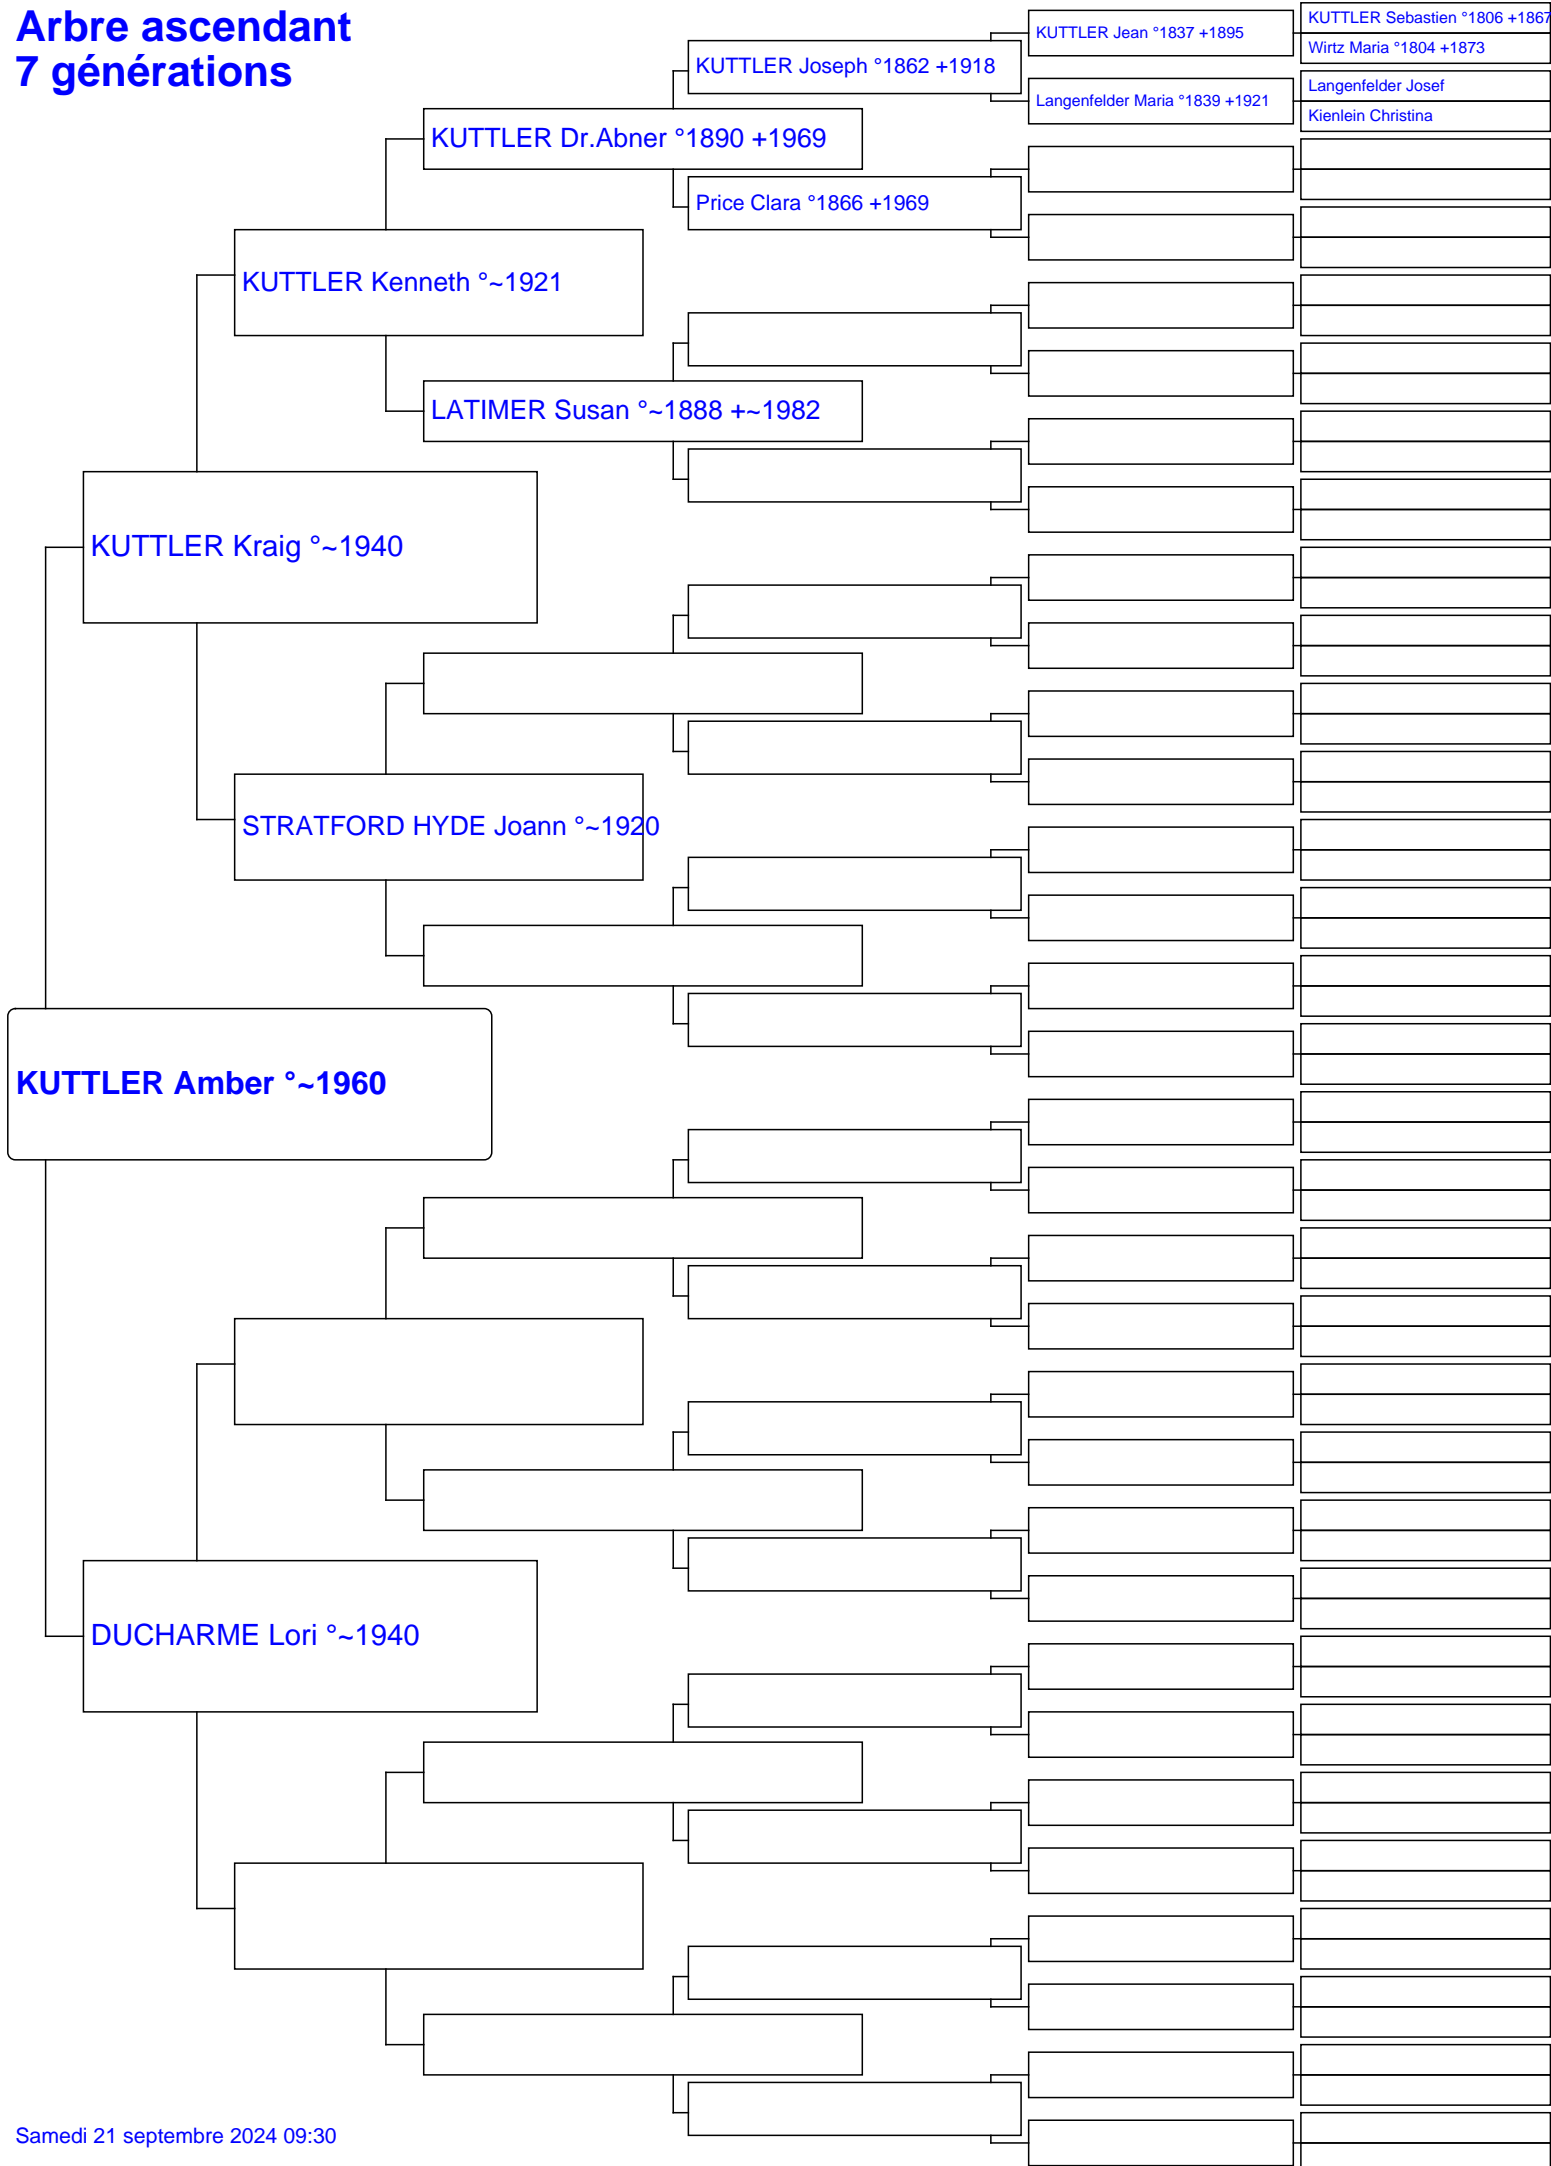 Arbre ascendant
7 générations
KUTTLER Sebastien °1806 +1867
KUTTLER Jean °1837 +1895
Wirtz Maria °1804 +1873
KUTTLER Joseph °1862 +1918
Langenfelder Josef
Langenfelder Maria °1839 +1921
Kienlein Christina
KUTTLER Dr.Abner °1890 +1969
Price Clara °1866 +1969
KUTTLER Kenneth °~1921
LATIMER Susan °~1888 +~1982
KUTTLER Kraig °~1940
STRATFORD HYDE Joann °~1920
KUTTLER Amber °~1960
DUCHARME Lori °~1940
Samedi 21 septembre 2024 09:30